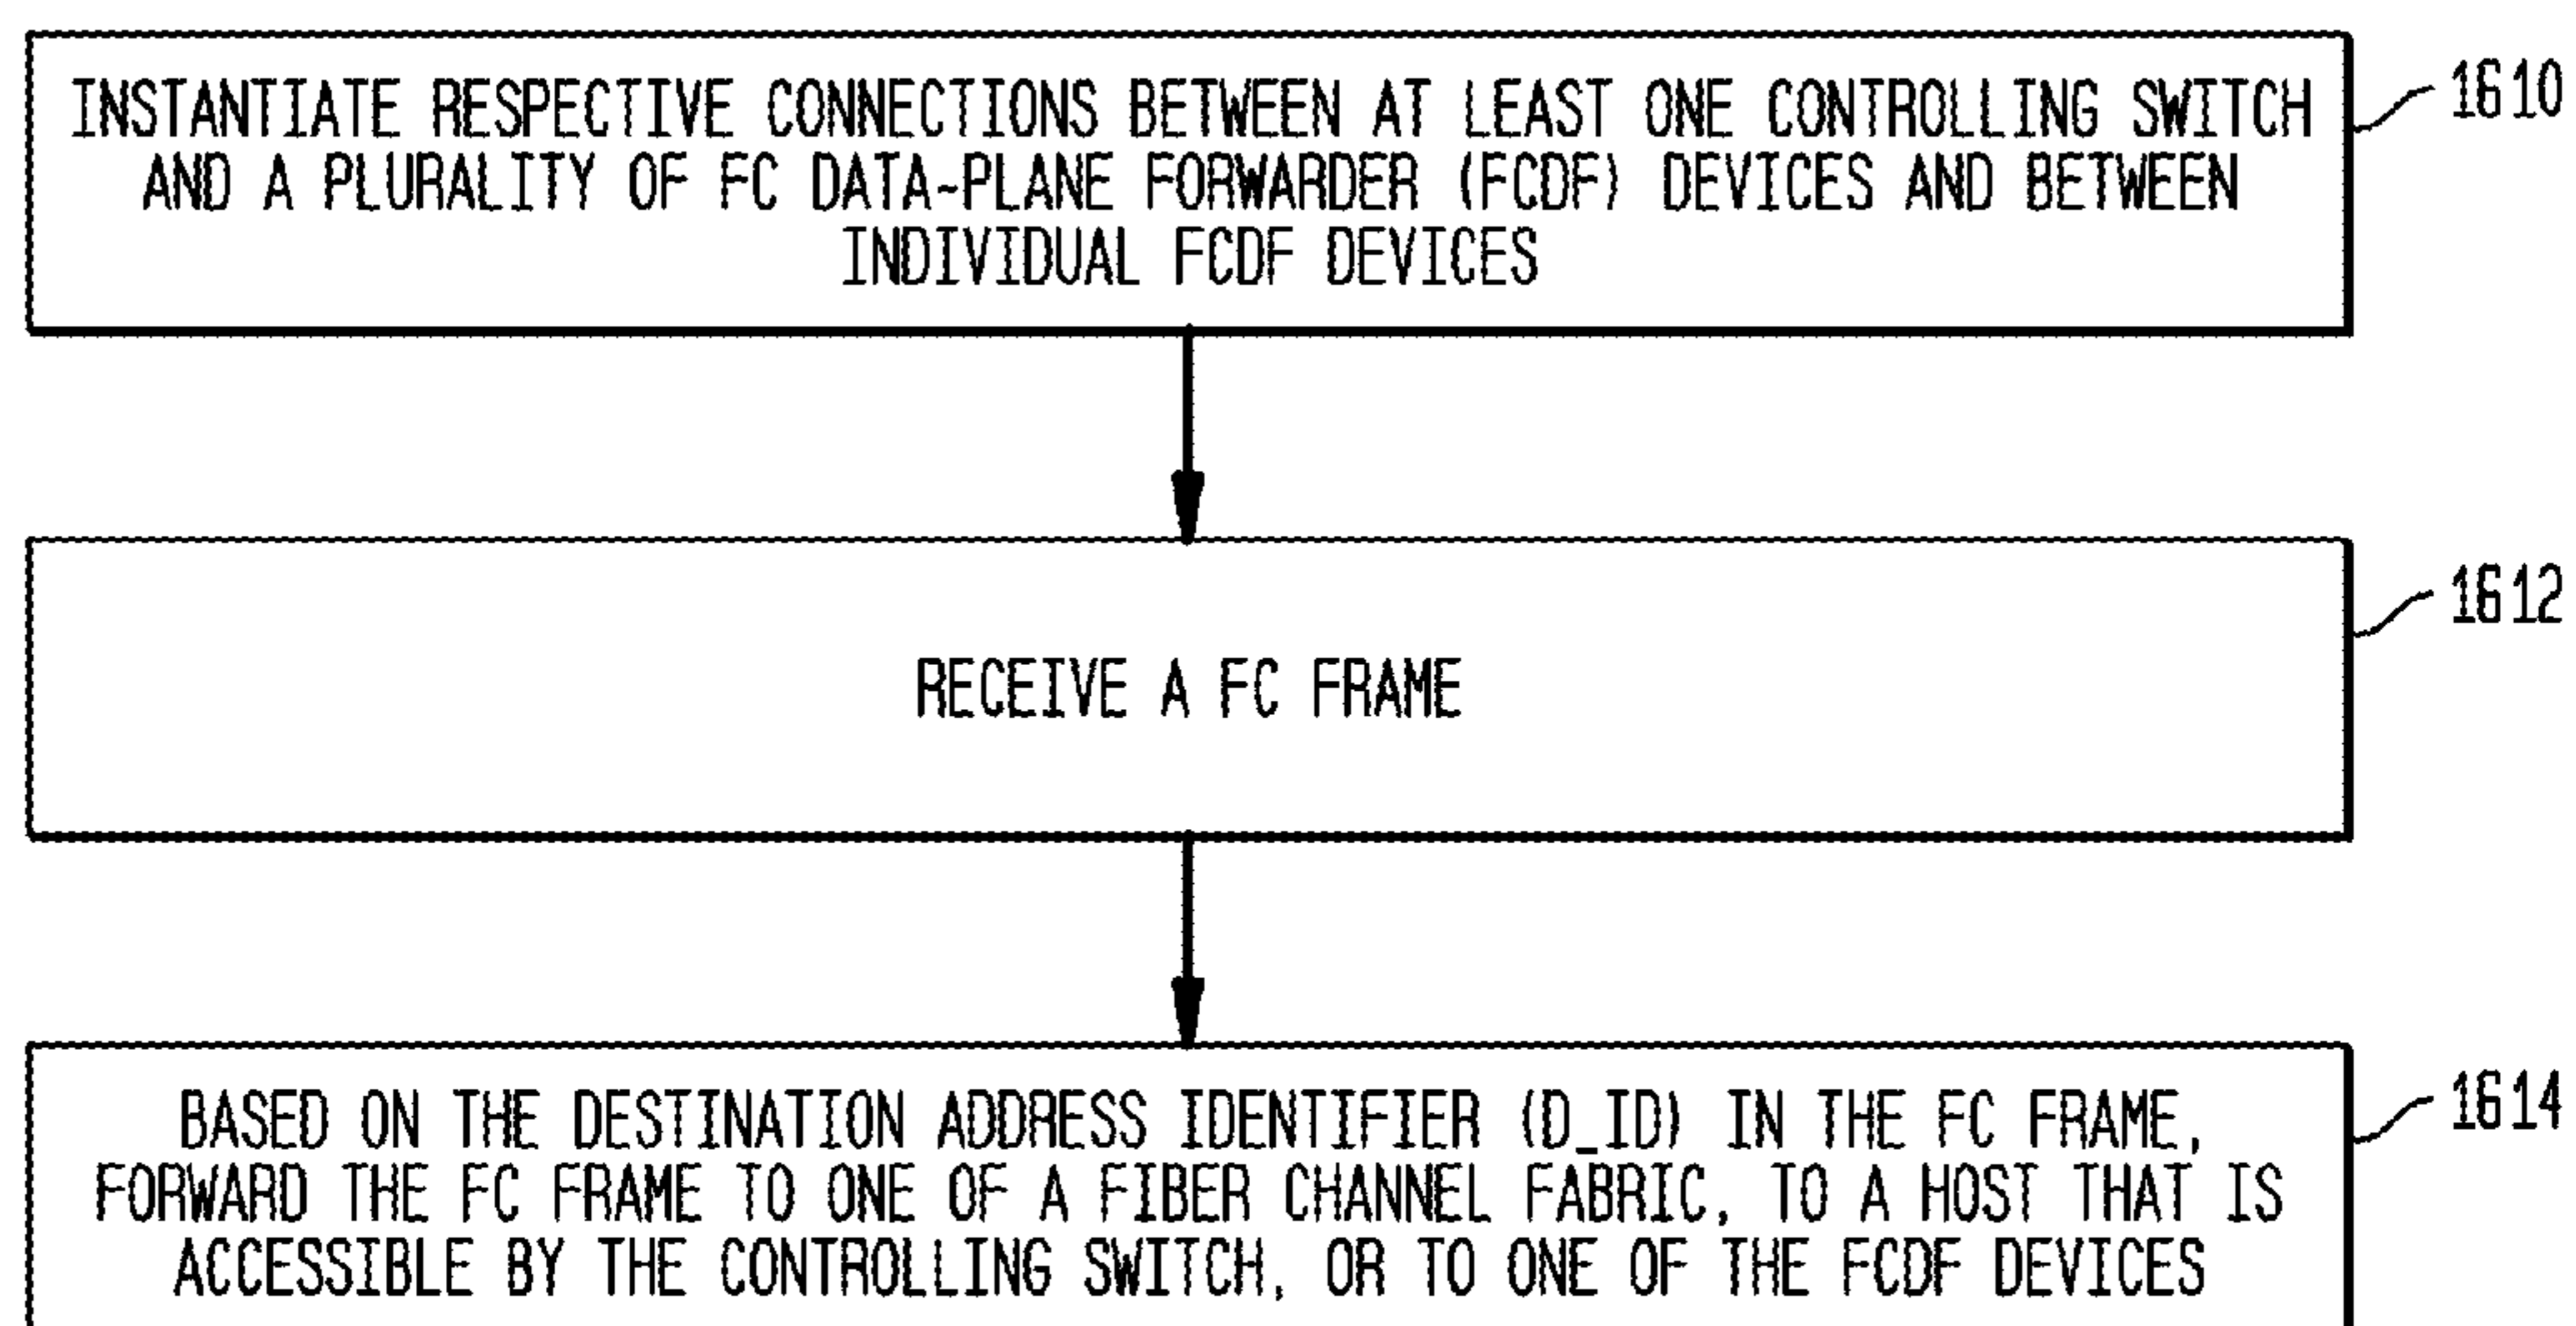 INSTANTIATE RESPECTIVE CONNECTIONS BETWEEN AT LEAST ONE CONTROLLING SWITCH
AND A PLURALITY OF FC DATA-PLANE FORWARDER (FCDF) DEVICES AND BETWEEN
INDIVIDUAL FCDF DEVICES
1610
RECEIVE A FC FRAME
1612
BASED ON THE DESTINATION ADDRESS IDENTIFIER (D_ID) IN THE FC FRAME,
FORWARD THE FC FRAME TO ONE OF A FIBER CHANNEL FABRIC, TO A HOST THAT IS
ACCESSIBLE BY THE CONTROLLING SWITCH, OR TO ONE OF THE FCDF DEVICES
1614